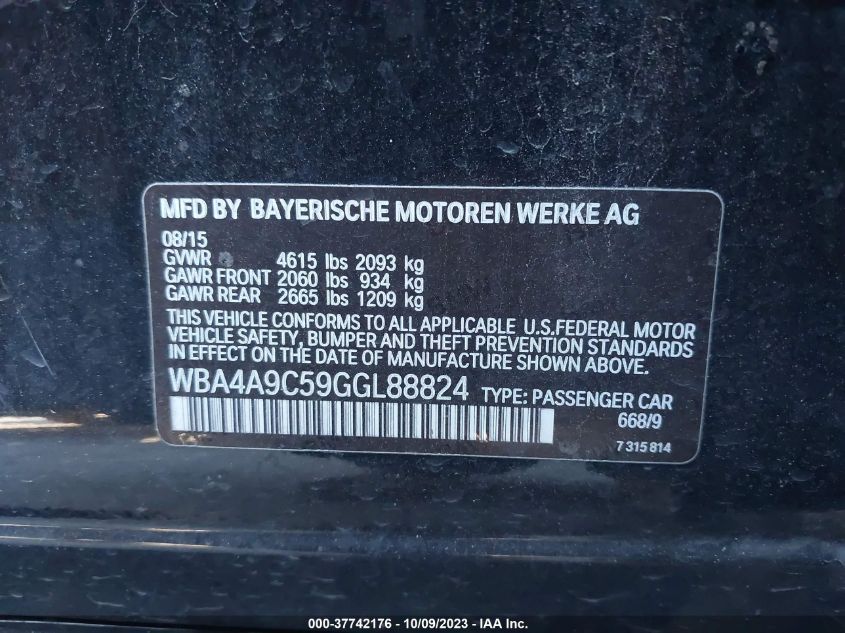 MFD BY BAYERISCHE MOTOREN WERKE AG
08/15
GVWR 4615 lbs 2093 kg
GAWR FRONT 2060 lbs 934 kg
GAWR REAR 2665 lbs 1209 kg
THIS VEHICLE CONFORMS TO ALL APPLICABLE U.S.FEDERAL MOTOR
VEHICLE SAFETY, BUMPER AND THEFT PREVENTION STANDARDS
IN EFFECT ON THE DATE OF MANUFACTURE SHOWN ABOVE.
WBA4A9C59GGL88824 TYPE: PASSENGER CAR
668/9
7 315 814
000-37742176 - 10/09/2023 - © IAA, Inc.